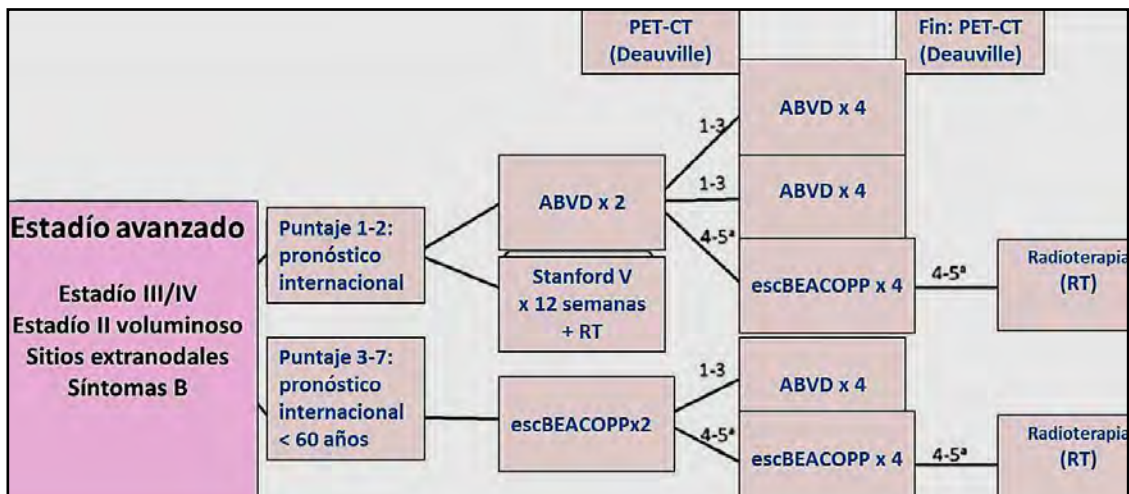 PET-CT
(Deauville)
Fin: PET-CT
(Deauville)
Estadío avanzado
Estadío III/IV
Estadío II voluminoso
Sitios extranodales
Síntomas B
Puntaje 1-2:
pronóstico
internacional
Puntaje 3-7:
pronóstico
internacional
< 60 años
ABVD x 2
Stanford V
x 12 semanas
+ RT
escBEACOPPx2
1-3
ABVD x 4
1-3
ABVD x 4
4-5ª
escBEACOPP x 4
4-5ª
Radioterapia
(RT)
1-3
ABVD x 4
4-5ª
escBEACOPP x 4
4-5ª
Radioterapia
(RT)